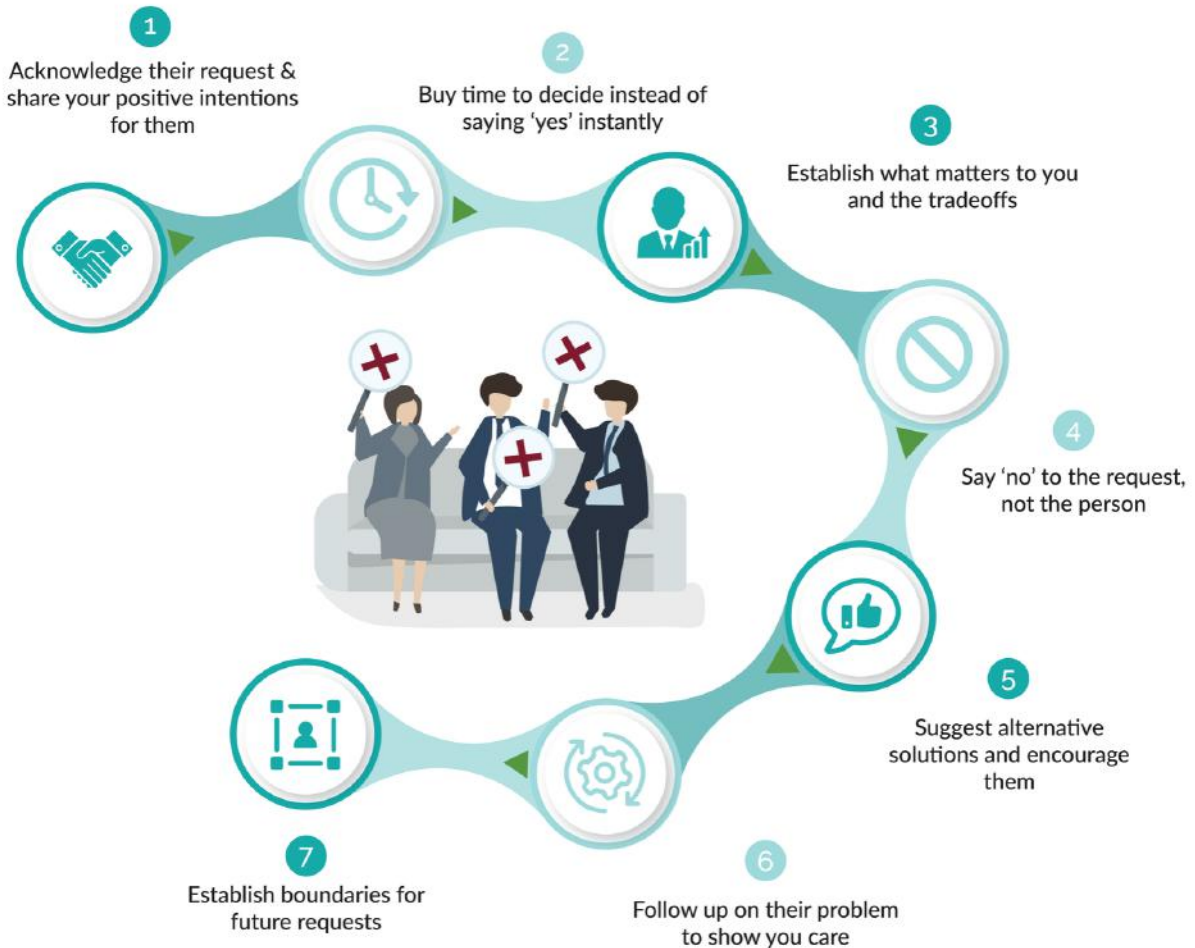 1
Acknowledge their request &
share your positive intentions
for them
2
Buy time to decide instead of
saying ‘yes’ instantly
3
Establish what matters to you
and the tradeoffs
4
Say ‘no’ to the request,
not the person
5
Suggest alternative
solutions and encourage
them
6
Follow up on their problem
to show you care
7
Establish boundaries for
future requests